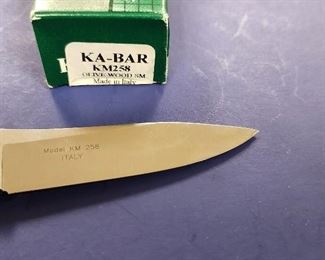 KA-BAR
KM258
OLIVE WOOD SM.
Made in Italy
Model KM 258
ITALY